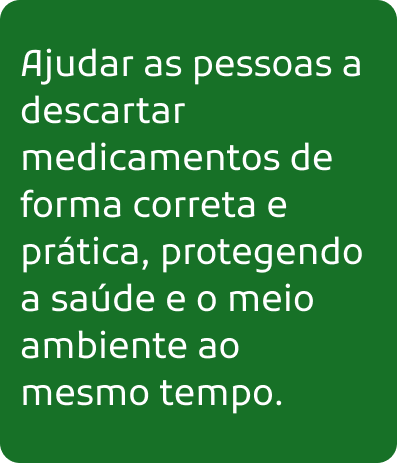 Ajudar as pessoas a
descartar
medicamentos de
forma correta e
prática, protegendo
a saúde e o meio
ambiente ao
mesmo tempo.